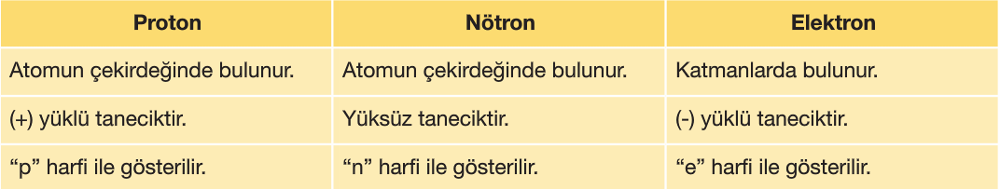 Proton Nötron Elektron
Atomun çekirdeğinde bulunur. Atomun çekirdeğinde bulunur. Katmanlarda bulunur.
(+) yüklü taneciktir. Yüksüz taneciktir. (-) yüklü taneciktir.
“p” harfi ile gösterilir. “n” harfi ile gösterilir. “e” harfi ile gösterilir.